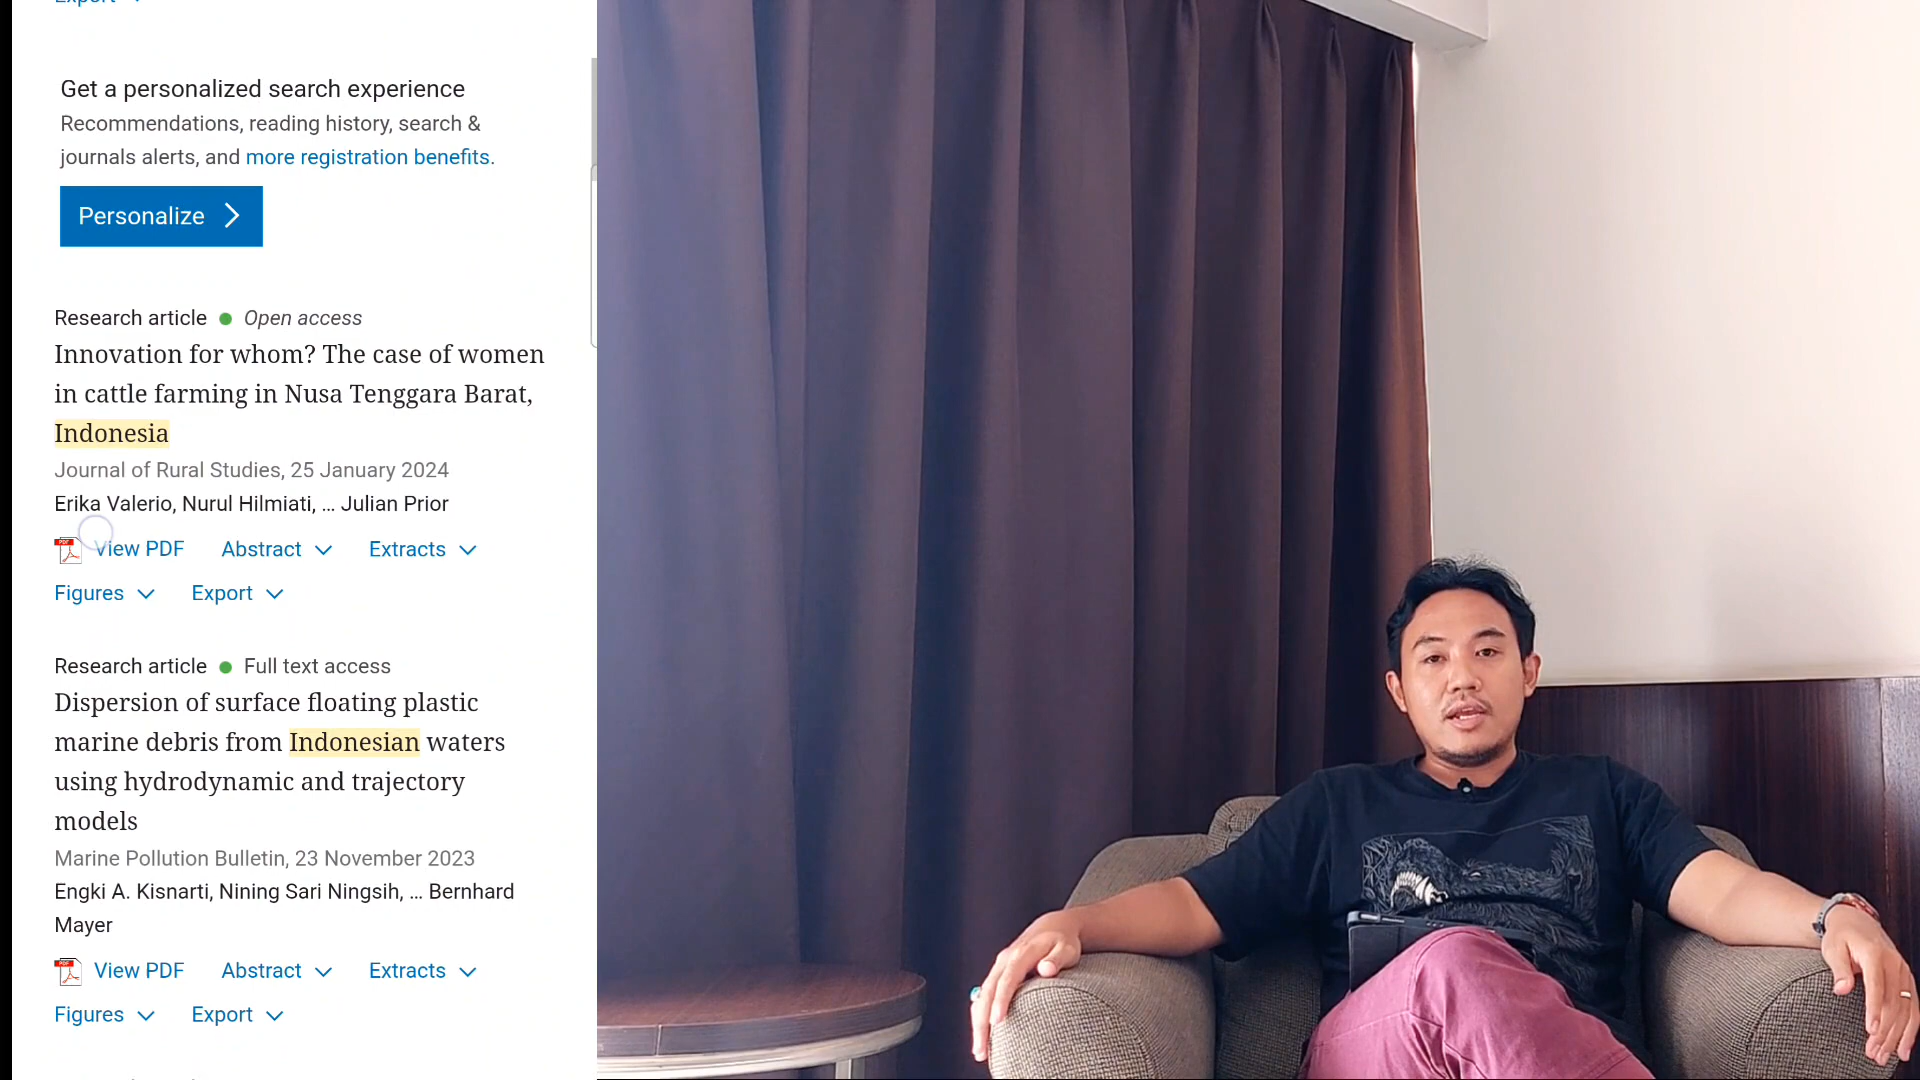 Get a personalized search experience
Recommendations, reading history, search &
journals alerts, and more registration benefits.
Personalize
Research article Open access
Innovation for whom? The case of women
in cattle farming in Nusa Tenggara Barat,
Indonesia
Journal of Rural Studies, 25 January 2024
Erika Valerio, Nurul Hilmiati, ... Julian Prior
View PDF Abstract Extracts
Figures Export
Research article Full text access
Dispersion of surface floating plastic
marine debris from Indonesian waters
using hydrodynamic and trajectory
models
Marine Pollution Bulletin, 23 November 2023
Engki A. Kisnarti, Nining Sari Ningsih, ... Bernhard
Mayer
View PDF Abstract Extracts
Figures Export